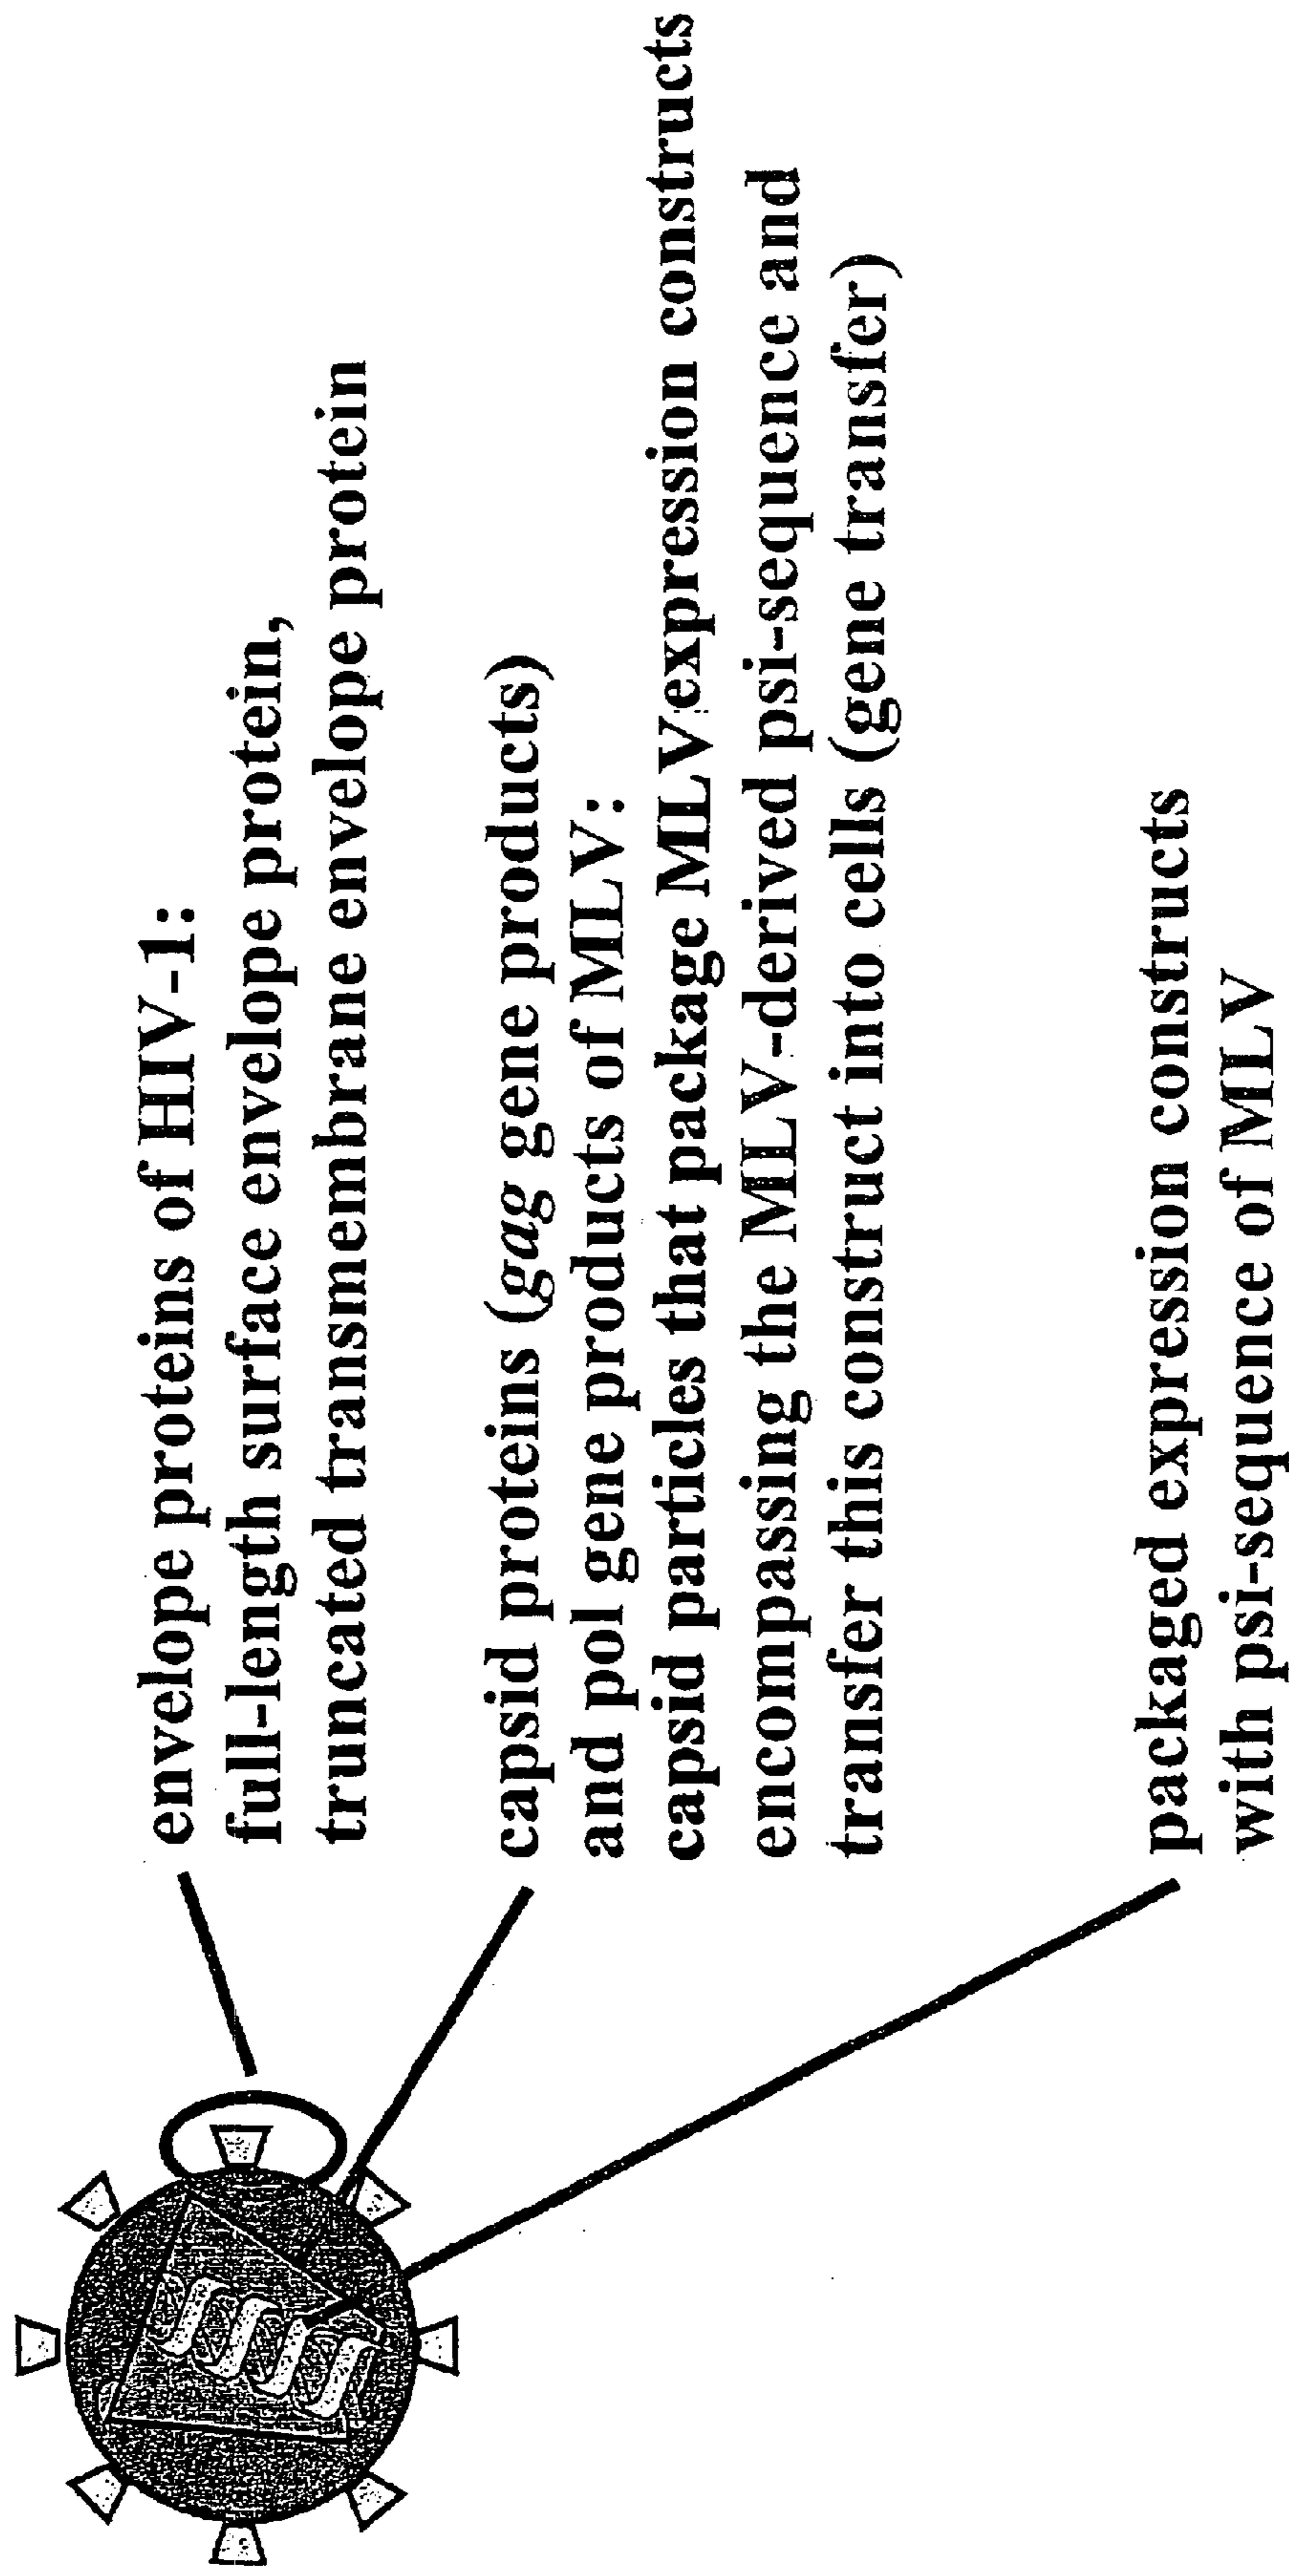 envelope proteins of HIV-1:
full-length surface envelope protein,
truncated transmembrane envelope protein
capsid proteins (gag gene products)
and pol gene products of MLV:
capsid particles that package MLVexpression constructs
encompassing the MLV-derived psi-sequence and
transfer this construct into cells (gene transfer)
packaged expression constructs
with psi-sequence of MLV